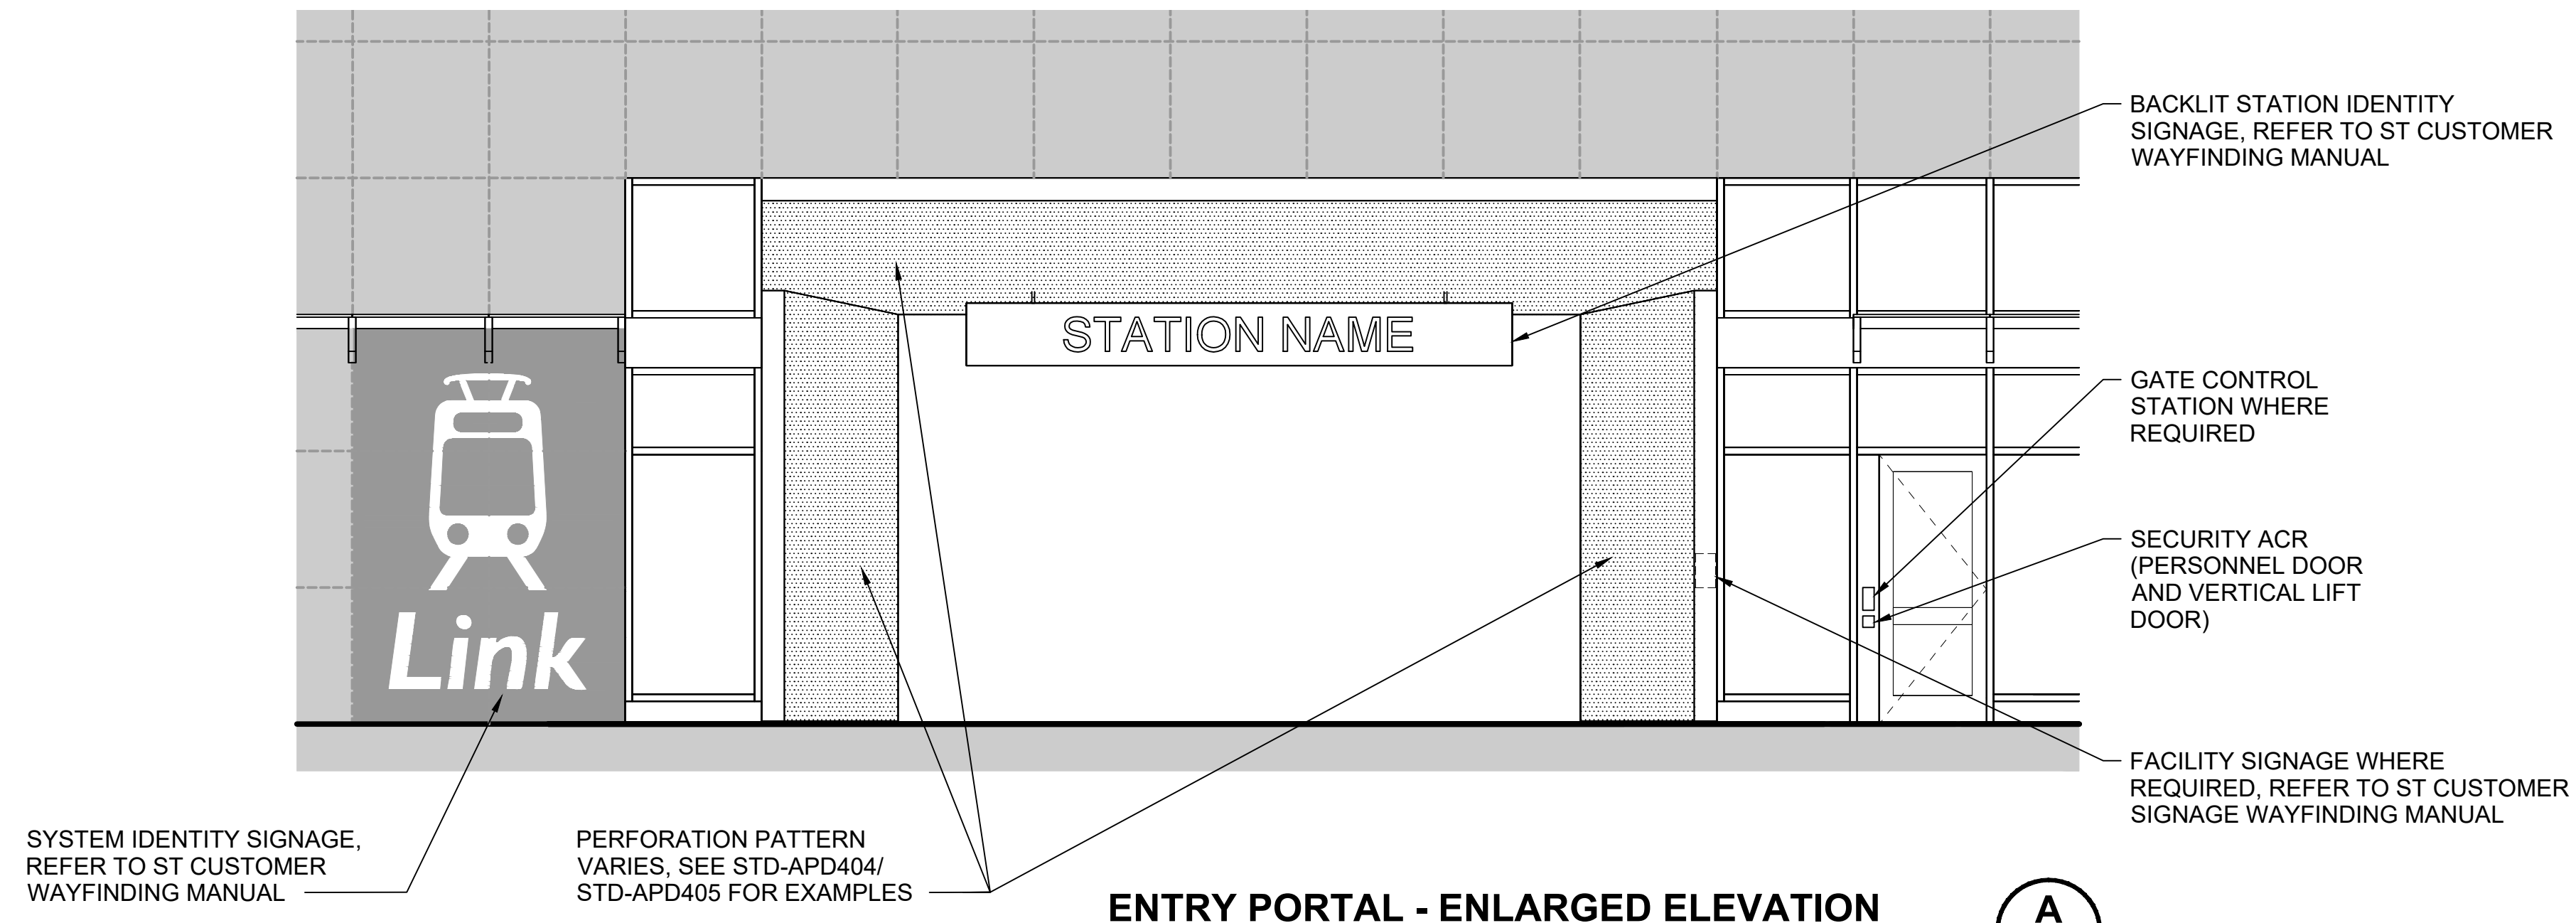 BACKLIT STATION IDENTITY
SIGNAGE, REFER TO ST CUSTOMER
WAYFINDING MANUAL
STATION NAME
GATE CONTROL
STATION WHERE
REQUIRED
SECURITY ACR
(PERSONNEL DOOR
AND VERTICAL LIFT
DOOR)
Link
FACILITY SIGNAGE WHERE
REQUIRED, REFER TO ST CUSTOMER
SIGNAGE WAYFINDING MANUAL
SYSTEM IDENTITY SIGNAGE,
REFER TO ST CUSTOMER
WAYFINDING MANUAL
PERFORATION PATTERN
VARIES, SEE STD-APD404/
STD-APD405 FOR EXAMPLES
ENTRY PORTAL - ENLARGED ELEVATION
A